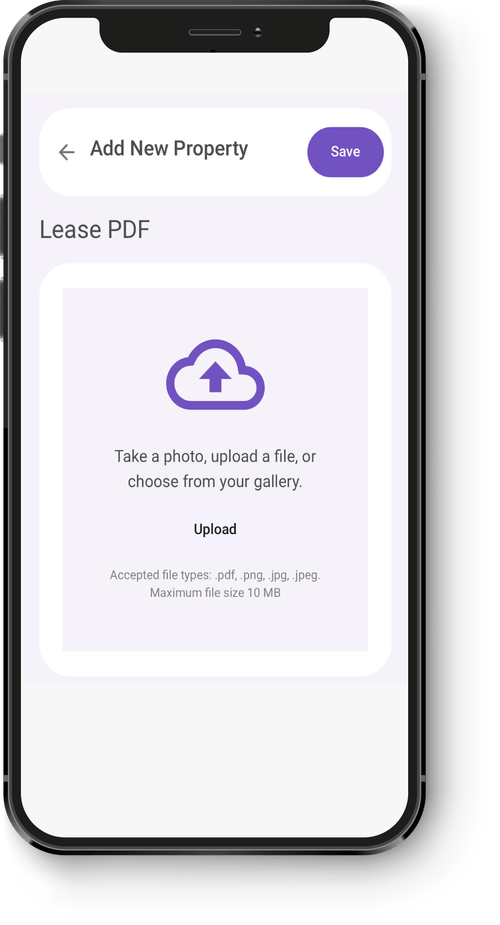 Add New Property
Save
Lease PDF
Take a photo, upload a file, or
choose from your gallery.
Upload
Accepted file types: .pdf, .png, .jpg, .jpeg.
Maximum file size 10 MB